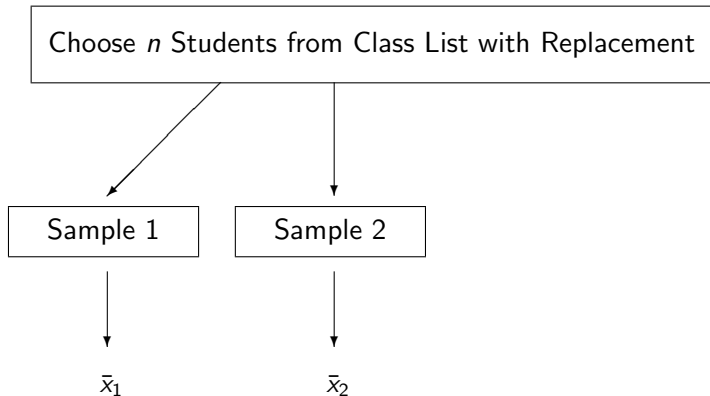 Choose n Students from Class List with Replacement
Sample 1 Sample 2
x̄₁ x̄₂